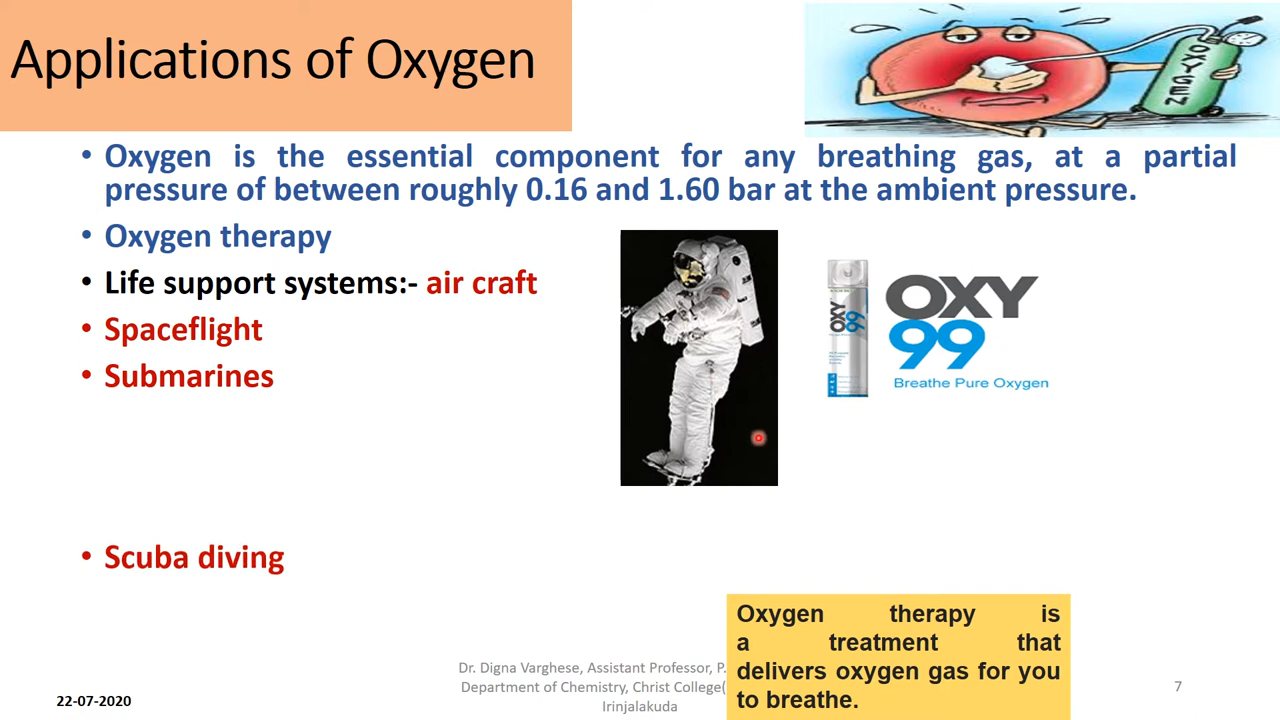 Applications of Oxygen
OXYGEN
• Oxygen is the essential component for any breathing gas, at a partial
pressure of between roughly 0.16 and 1.60 bar at the ambient pressure.
• Oxygen therapy
• Life support systems:- air craft
• Spaceflight
• Submarines
OXY
99
OXY
99
Breathe Pure Oxygen
• Scuba diving
Oxygen therapy is
a treatment that
delivers oxygen gas for you
to breathe.
Dr. Digna Varghese, Assistant Professor, P.
Department of Chemistry, Christ College(
Irinjalakuda
22-07-2020
7